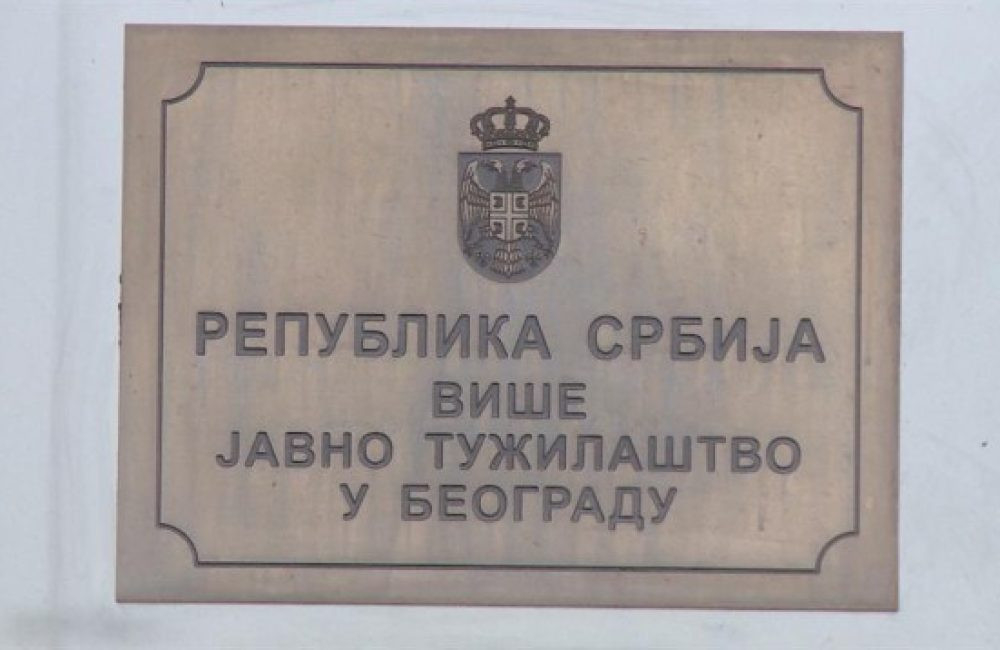 РЕПУБЛИКА СРБИЈА
ВИШЕ
ЈАВНО ТУЖИЛАШТВО
У БЕОГРАДУ